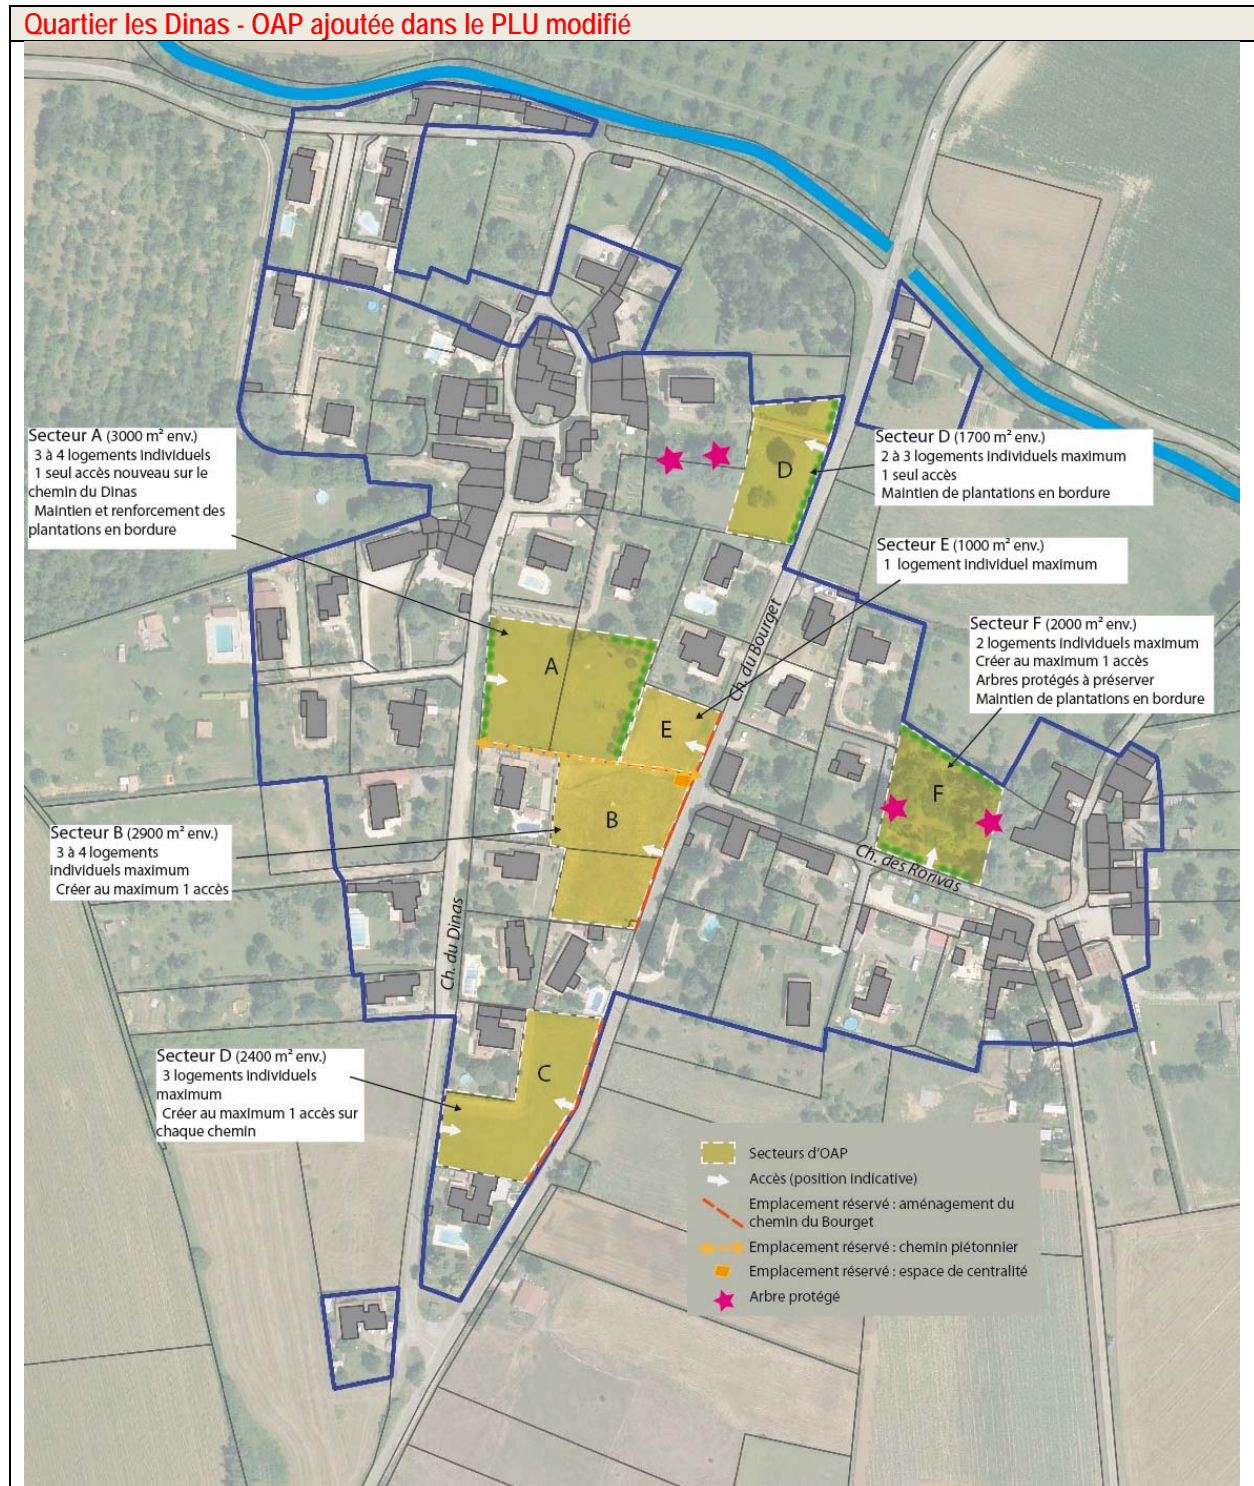 Quartier les Dinas - OAP ajoutée dans le PLU modifié
Secteur A (3000 m² env.)
3 à 4 logements individuels
1 seul accès nouveau sur le
chemin du Dinas
Maintien et renforcement des
plantations en bordure
Secteur D (1700 m² env.)
2 à 3 logements individuels maximum
1 seul accès
Maintien de plantations en bordure
D
Secteur E (1000 m² env.)
1 logement individuel maximum
Ch. du Bourget
Secteur F (2000 m² env.)
2 logements individuels maximum
Créer au maximum 1 accès
Arbres protégés à préserver
Maintien de plantations en bordure
A
E
F
B
Secteur B (2900 m² env.)
3 à 4 logements
individuels maximum
Créer au maximum 1 accès
Ch. des Rorivas
Ch. du Dinas
Secteur D (2400 m² env.)
3 logements individuels
maximum
Créer au maximum 1 accès sur
chaque chemin
C
Secteurs d'OAP
Accès (position indicative)
Emplacement réservé : aménagement du
chemin du Bourget
Emplacement réservé : chemin piétonnier
Emplacement réservé : espace de centralité
Arbre protégé